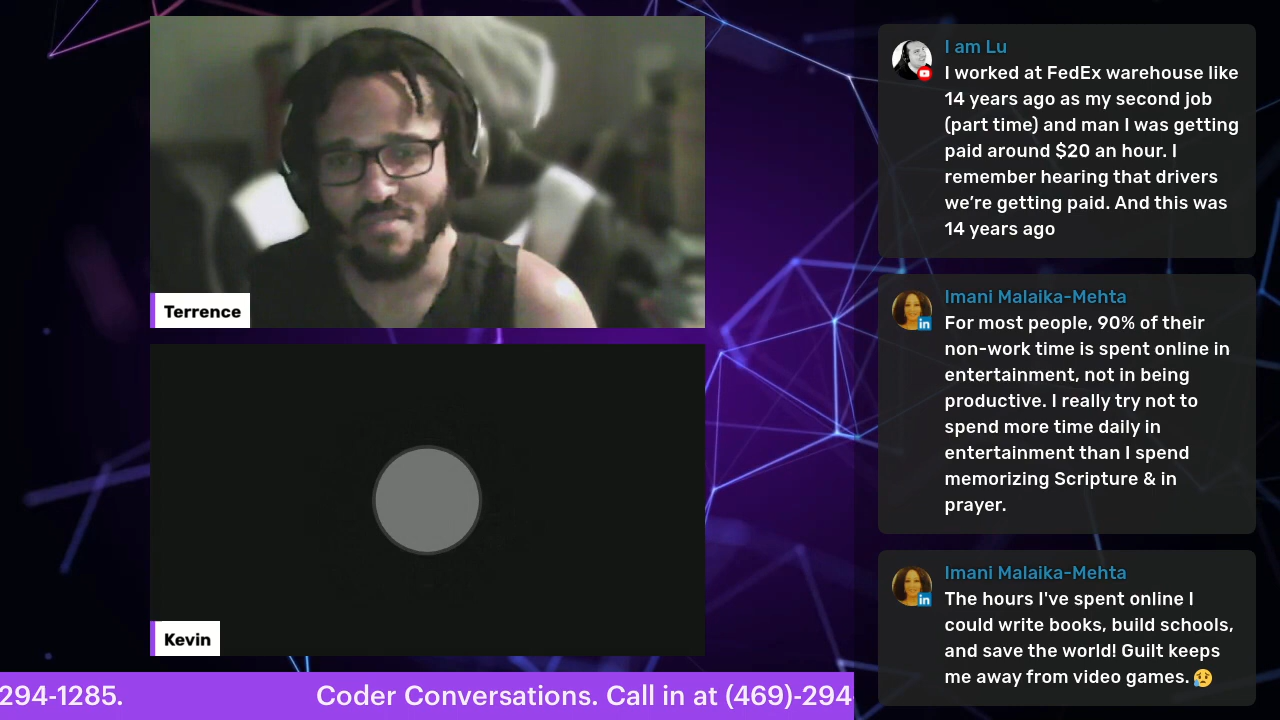 Terrence
Kevin
294-1285.
Coder Conversations. Call in at (469)-294
I am Lu
I worked at FedEx warehouse like
14 years ago as my second job
(part time) and man I was getting
paid around $20 an hour. I
remember hearing that drivers
we’re getting paid. And this was
14 years ago
Imani Malaika-Mehta
in
For most people, 90% of their
non-work time is spent online in
entertainment, not in being
productive. I really try not to
spend more time daily in
entertainment than I spend
memorizing Scripture & in
prayer.
Imani Malaika-Mehta
in
The hours I've spent online I
could write books, build schools,
and save the world! Guilt keeps
me away from video games. 😥